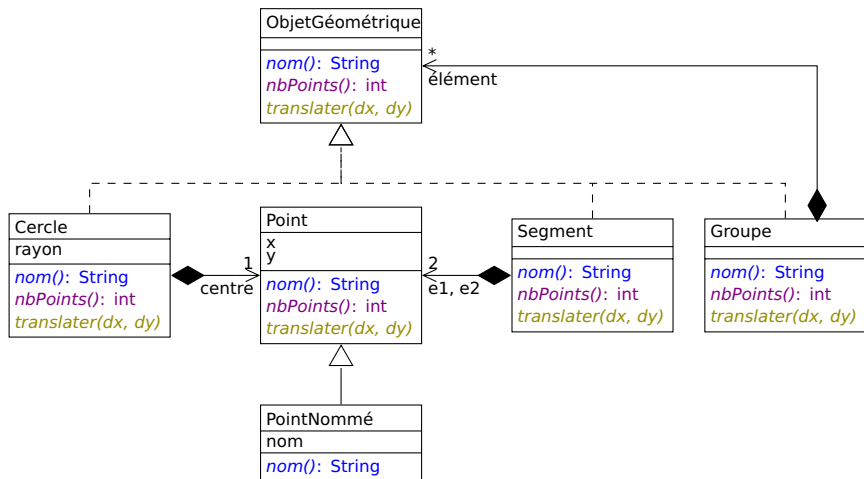 ObjetGéométrique
nom(): String
nbPoints(): int
translater(dx, dy)
*
élément
Cercle
rayon
nom(): String
nbPoints(): int
translater(dx, dy)
1
centre
Point
x
y
nom(): String
nbPoints(): int
translater(dx, dy)
2
e1, e2
Segment
nom(): String
nbPoints(): int
translater(dx, dy)
Groupe
nom(): String
nbPoints(): int
translater(dx, dy)
PointNommé
nom
nom(): String